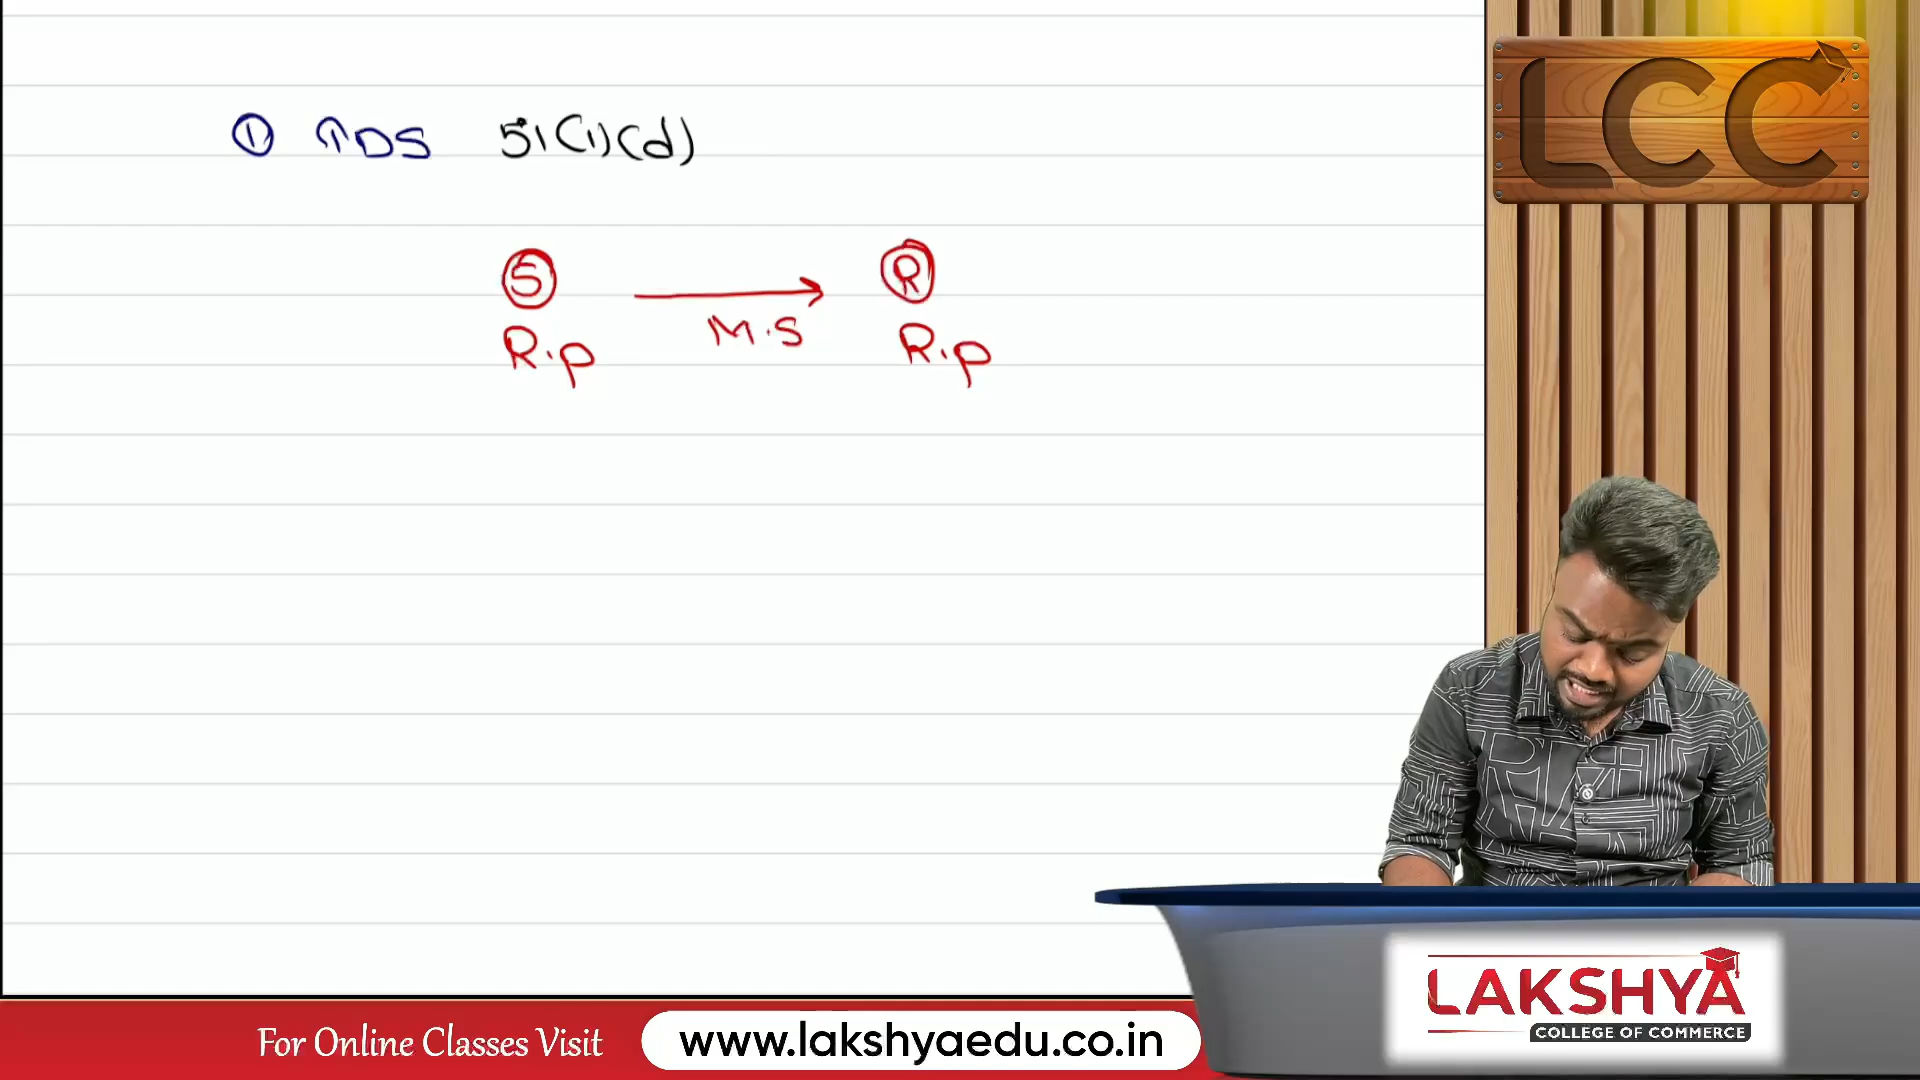 ① TDS 51(1)(d)
S R
M.S
R.P R.P
LCC
LAKSHYA
COLLEGE OF COMMERCE
For Online Classes Visit www.lakshyaedu.co.in